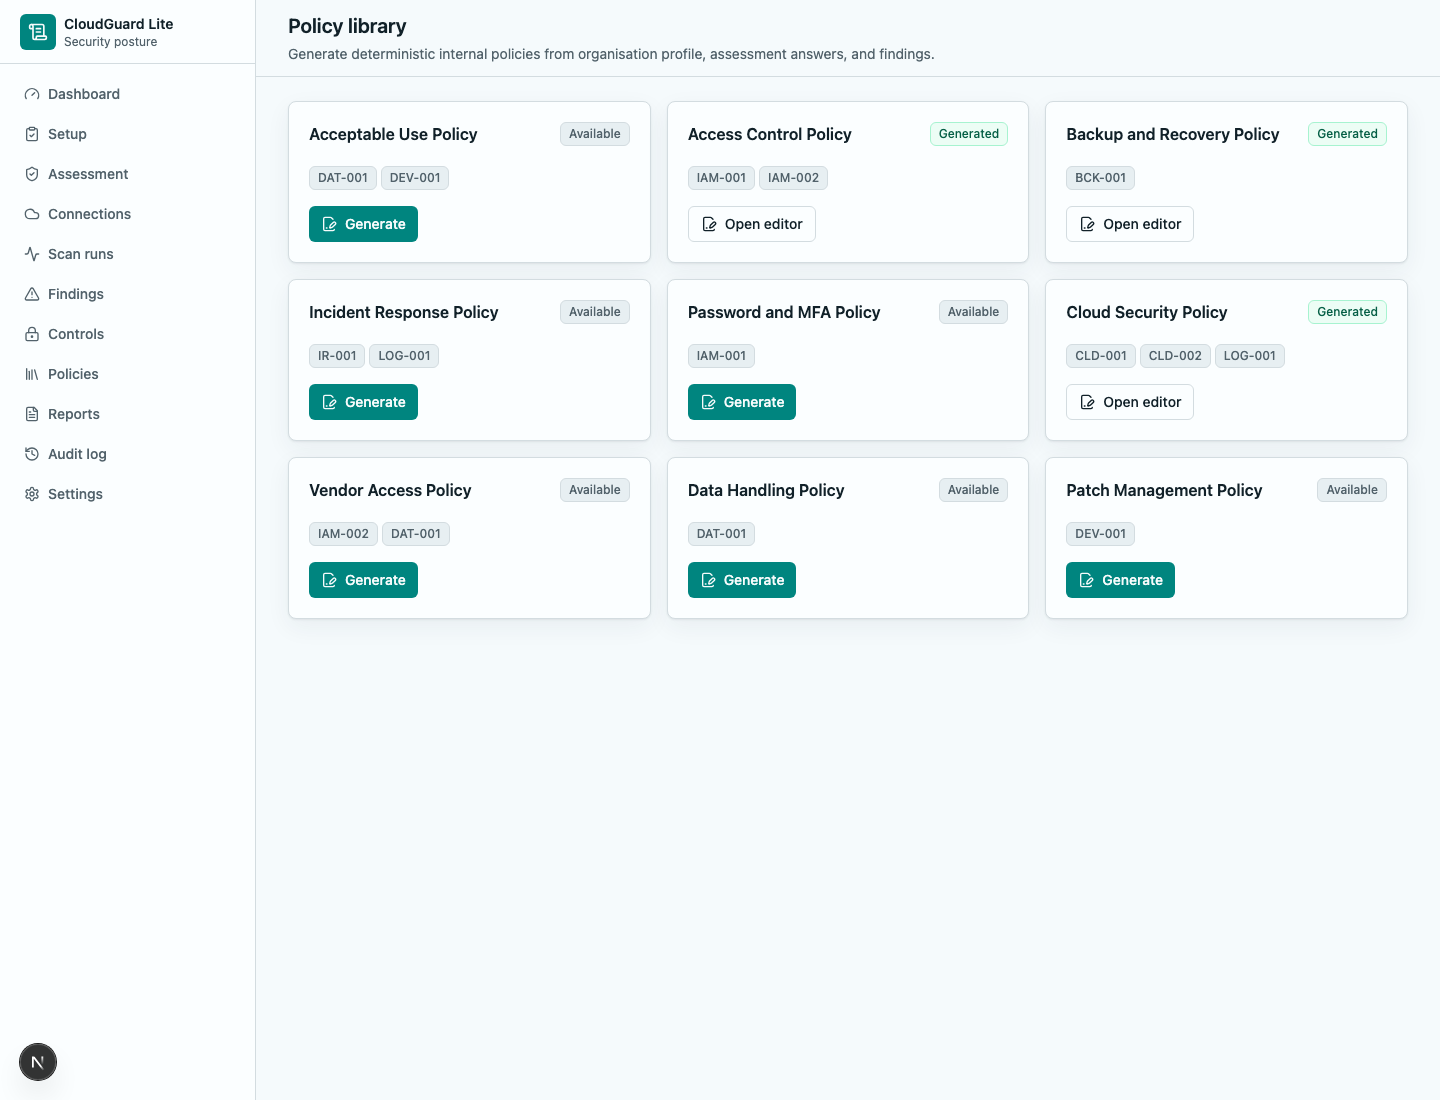 CloudGuard Lite
Security posture
Dashboard
Setup
Assessment
Connections
Scan runs
Findings
Controls
Policies
Reports
Audit log
Settings
N
Policy library
Generate deterministic internal policies from organisation profile, assessment answers, and findings.
Acceptable Use Policy Available
DAT-001 DEV-001
Generate
Access Control Policy Generated
IAM-001 IAM-002
Open editor
Backup and Recovery Policy Generated
BCK-001
Open editor
Incident Response Policy Available
IR-001 LOG-001
Generate
Password and MFA Policy Available
IAM-001
Generate
Cloud Security Policy Generated
CLD-001 CLD-002 LOG-001
Open editor
Vendor Access Policy Available
IAM-002 DAT-001
Generate
Data Handling Policy Available
DAT-001
Generate
Patch Management Policy Available
DEV-001
Generate